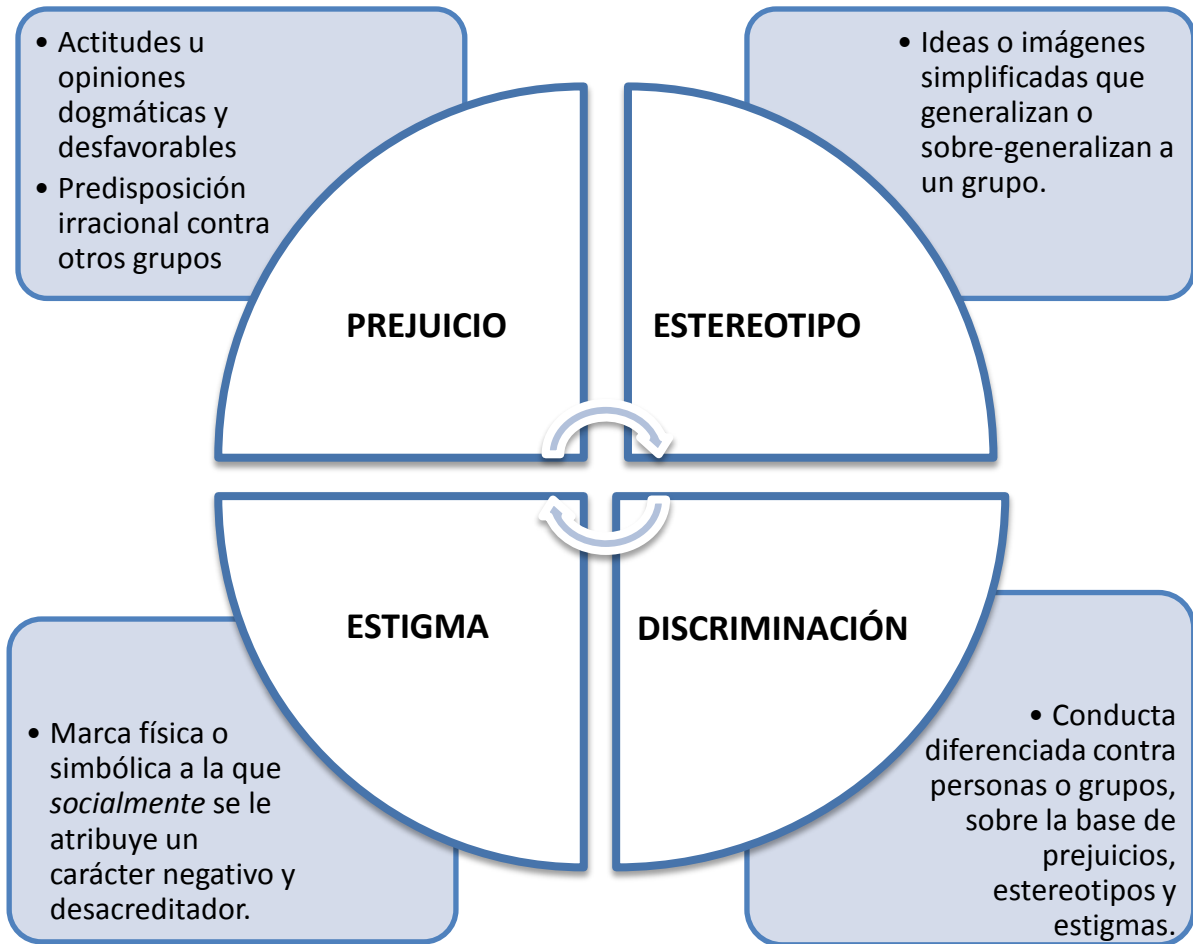 • Actitudes u
opiniones
dogmáticas y
desfavorables
• Predisposición
irracional contra
otros grupos
• Ideas o imágenes
simplificadas que
generalizan o
sobre-generalizan a
un grupo.
PREJUICIO
ESTEREOTIPO
ESTIGMA
DISCRIMINACIÓN
• Marca física o
simbólica a la que
socialmente se le
atribuye un
carácter negativo y
desacreditador.
• Conducta
diferenciada contra
personas o grupos,
sobre la base de
prejuicios,
estereotipos y
estigmas.